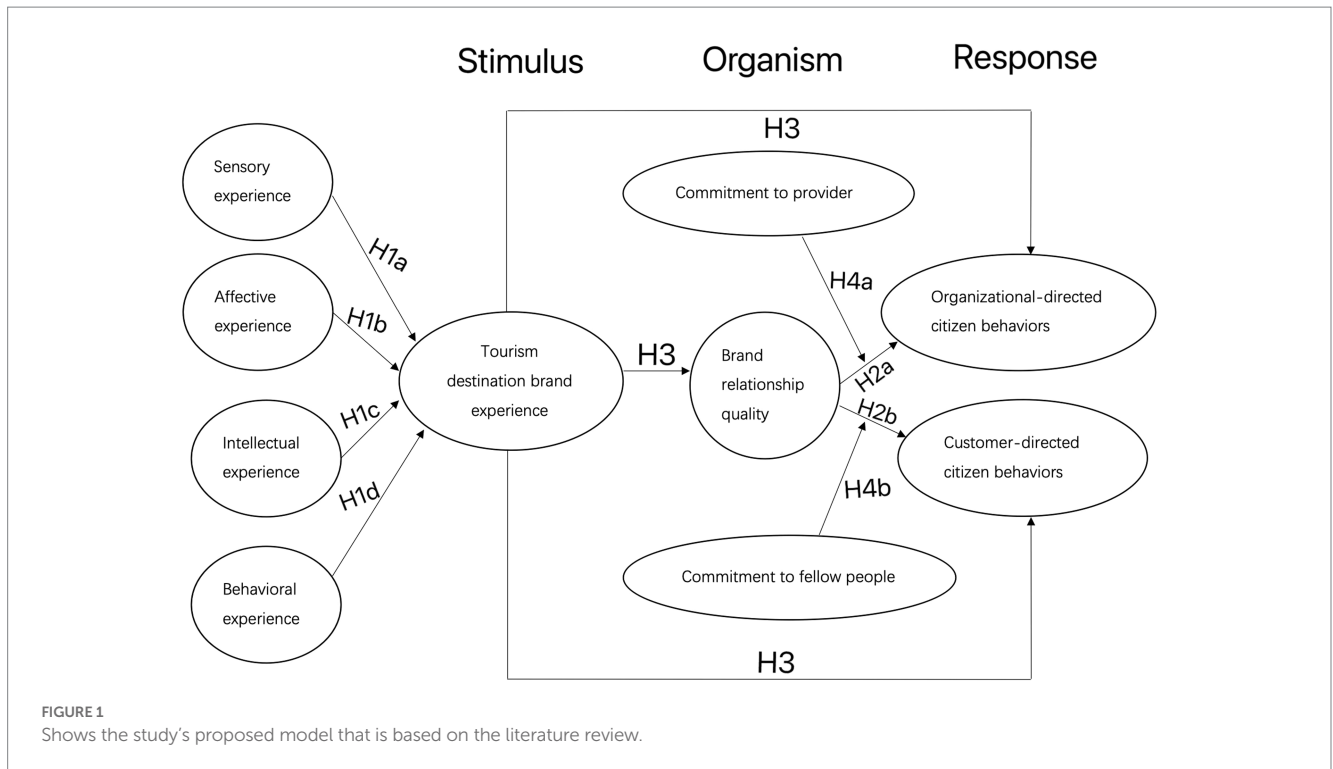 Stimulus
Organism
Response
H3
Sensory
experience
Commitment to provider
H1a
H4a
Affective
experience
Organizational-directed
citizen behaviors
H1b
Tourism
destination brand
experience
H3
Brand
relationship
quality
H2a
H2b
H1c
Intellectual
experience
Customer-directed
citizen behaviors
H1d
H4b
Behavioral
experience
Commitment to fellow people
H3
FIGURE 1
Shows the study's proposed model that is based on the literature review.